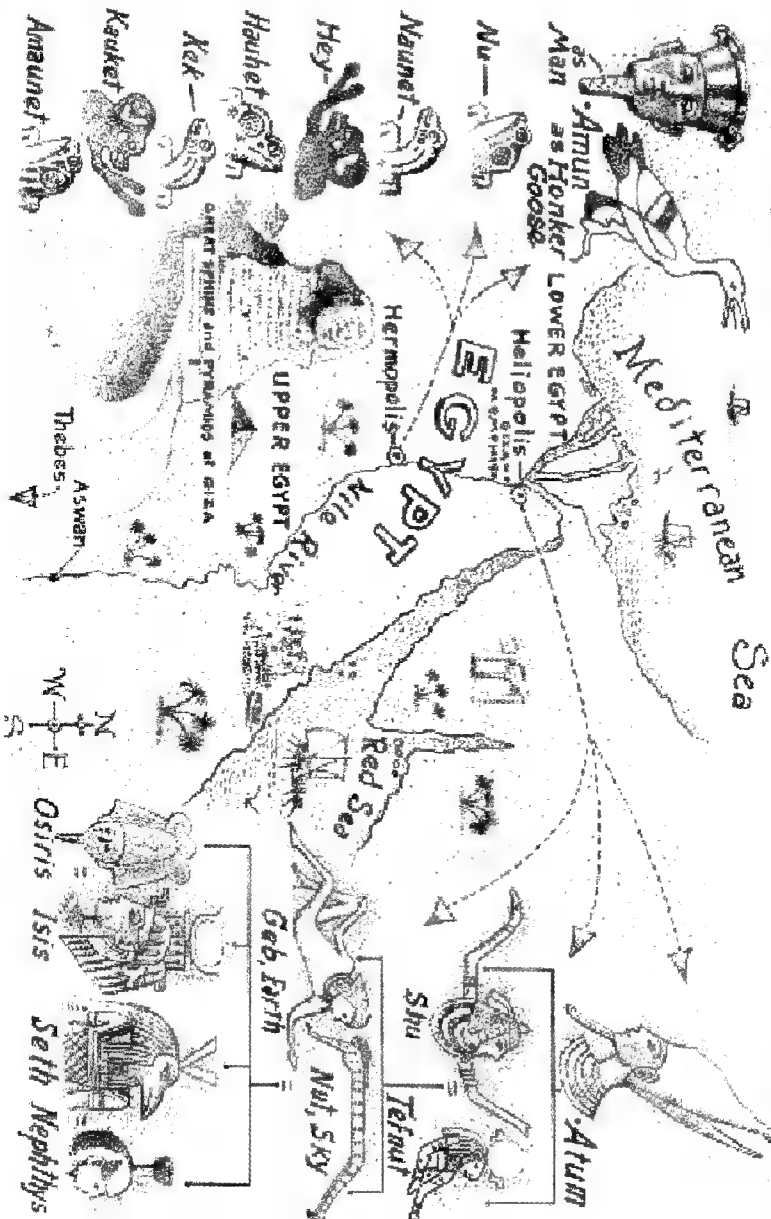 ·Amun
as Man
as Honker
Goose
Nu—
Naunet—
Hey—
Hauhet
Kek—
Kauket
Amaunet
Mediterranean
Sea
LOWER EGYPT
Heliopolis
MEMPHIS
EGYPT
Hermopolis
UPPER EGYPT
Nile River
GREAT SPHINX and PYRAMIDS of GIZA
Thebes.
Aswan
Red Sea
N
W E
S
·Atum
Shu
Tefnut
Geb, Earth
Nut, Sky
Osiris Isis Seth Nephthys